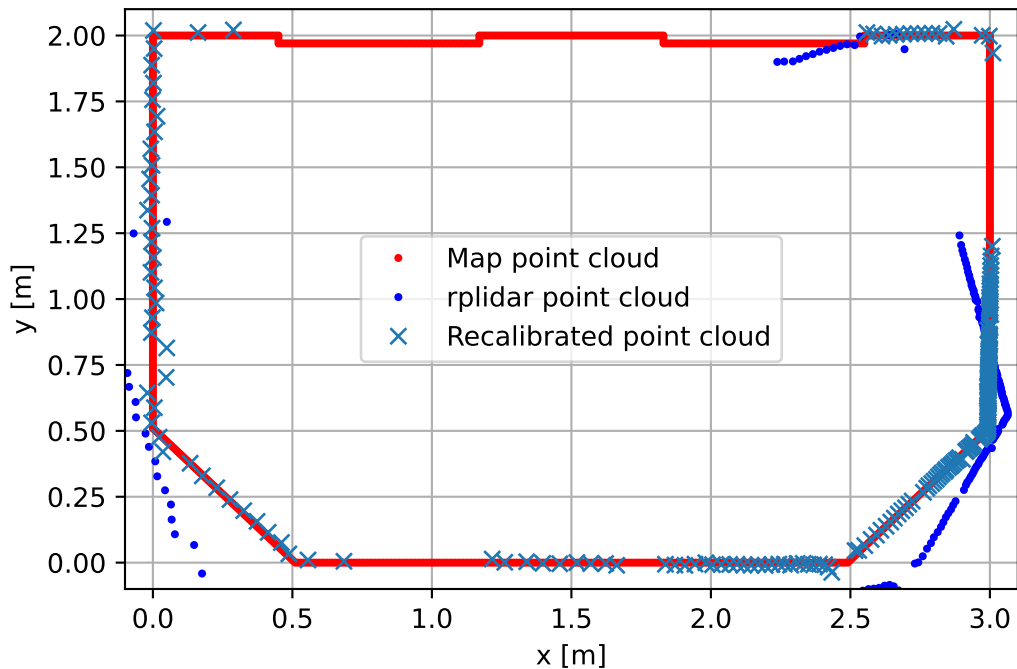 2.00
1.75
1.50
1.25
1.00
0.75
0.50
0.25
0.00
y [m]
Map point cloud
rplidar point cloud
Recalibrated point cloud
0.0 0.5 1.0 1.5 2.0 2.5 3.0
x [m]